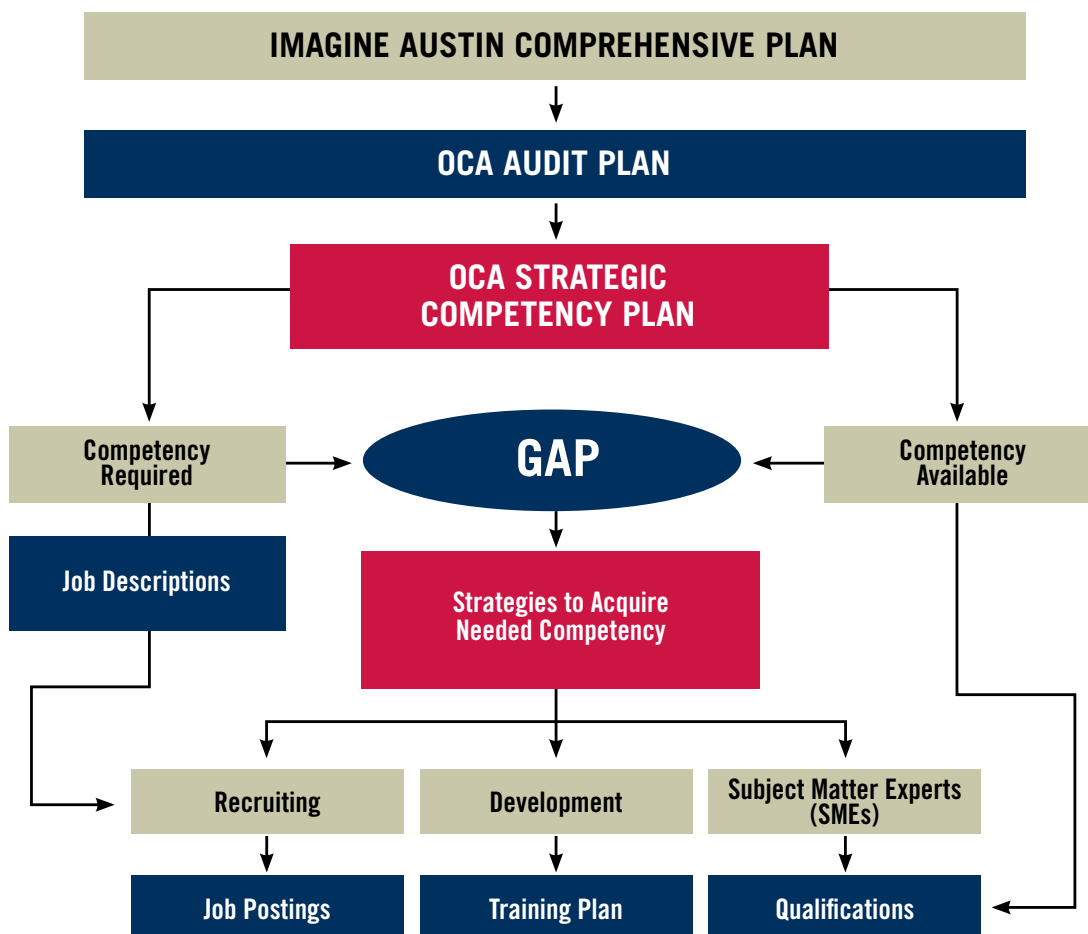 IMAGINE AUSTIN COMPREHENSIVE PLAN
OCA AUDIT PLAN
OCA STRATEGIC
COMPETENCY PLAN
Competency
Required
GAP
Competency
Available
Job Descriptions
Strategies to Acquire
Needed Competency
Recruiting
Development
Subject Matter Experts
(SMEs)
Job Postings
Training Plan
Qualifications